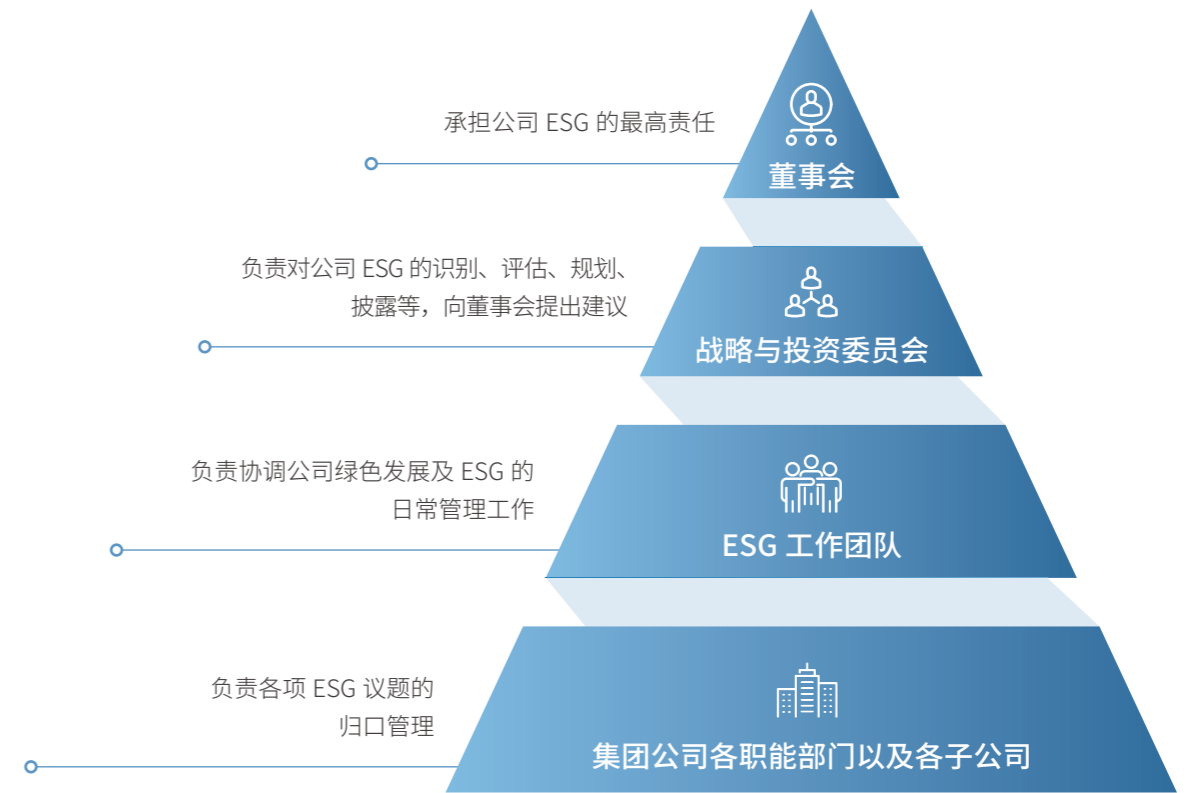 承担公司 ESG 的最高责任
董事会
负责对公司 ESG 的识别、评估、规划、
披露等，向董事会提出建议
战略与投资委员会
负责协调公司绿色发展及 ESG 的
日常管理工作
ESG 工作团队
负责各项 ESG 议题的
归口管理
集团公司各职能部门以及各子公司